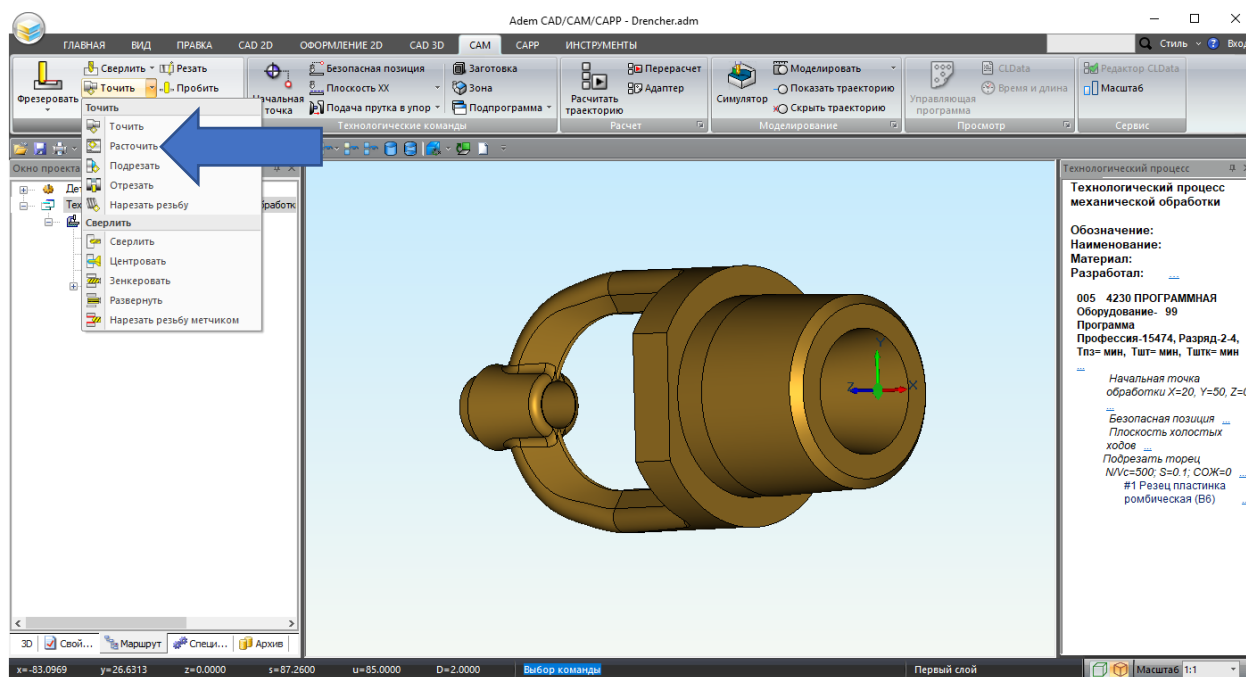 Adem CAD/CAM/CAPP - Drencher.adm
ГЛАВНАЯ ВИД ПРАВКА CAD 2D ОФОРМЛЕНИЕ 2D CAD 3D CAM CAPP ИНСТРУМЕНТЫ Стиль Вход
Фрезеровать
Сверлить Резать
Точить Пробить
Начальная точка
Безопасная позиция
Плоскость XX
Подача прутка в упор
Заготовка
Зона
Подпрограмма
Технологические команды
Расчитать
траекторию
Перерасчет
Адаптер
Расчет
Симулятор
Моделировать
Показать траекторию
Скрыть траекторию
Моделирование
Управляющая
программа
CLData
Время и длина
Просмотр
Редактор CLData
Масштаб
Сервис
Точить
Точить
Расточить
Подрезать
Отрезать
Нарезать резьбу
Сверлить
Сверлить
Центровать
Зенкеровать
Развернуть
Нарезать резьбу метчиком
Окно проекта
Y
Z
X
Технологический процесс
Технологический процесс
механической обработки
Обозначение:
Наименование:
Материал:
Разработал: ...
005 4230 ПРОГРАММНАЯ
Оборудование- 99
Программа
Профессия-15474, Разряд-2-4,
Тпз= мин, Тшт= мин, Тштк= мин
...
Начальная точка
обработки X=20, Y=50, Z=0
...
Безопасная позиция ...
Плоскость холостых
ходов ...
Подрезать торец
N/Vc=500; S=0.1; СОЖ=0 ...
#1 Резец пластинка
ромбическая (В6) ...
3D Свой... Маршрут Специ... Архив
x=-83.0969 y=26.6313 z=0.0000 s=87.2600 u=85.0000 D=2.0000 Выбор команды Первый слой Масштаб 1:1